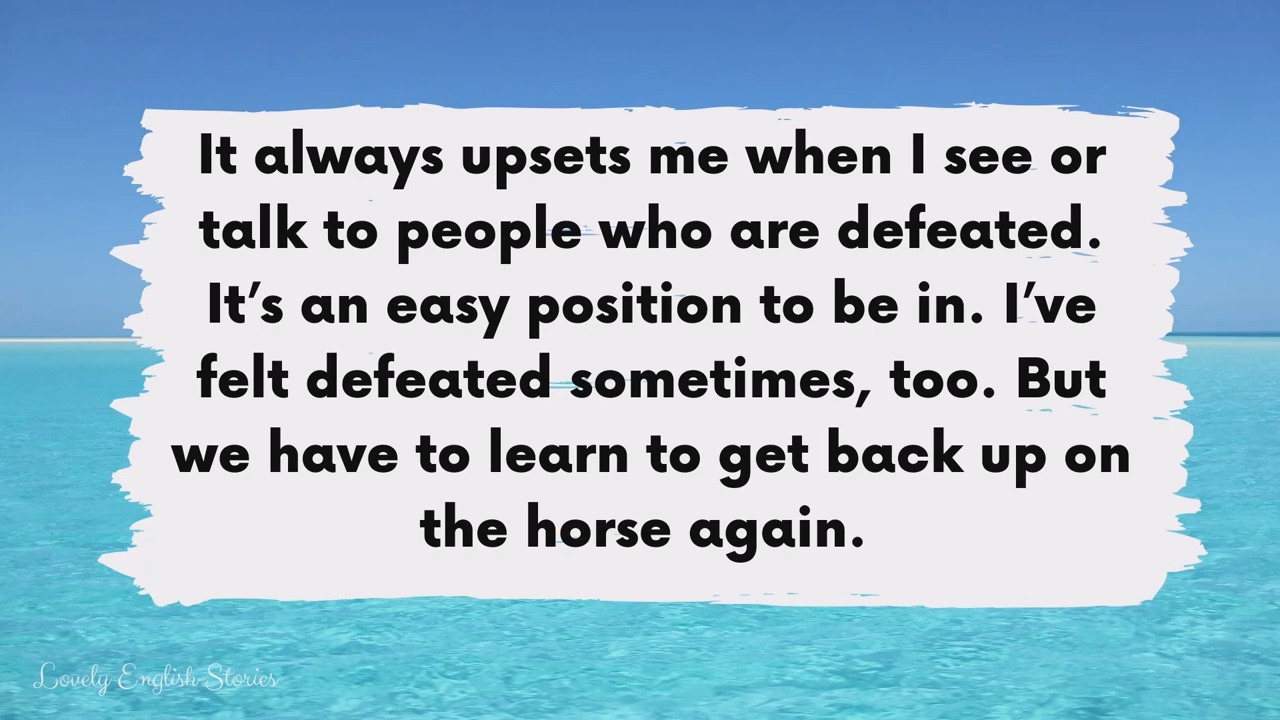 It always upsets me when I see or
talk to people who are defeated.
It’s an easy position to be in. I’ve
felt defeated sometimes, too. But
we have to learn to get back up on
the horse again.
Lovely English Stories